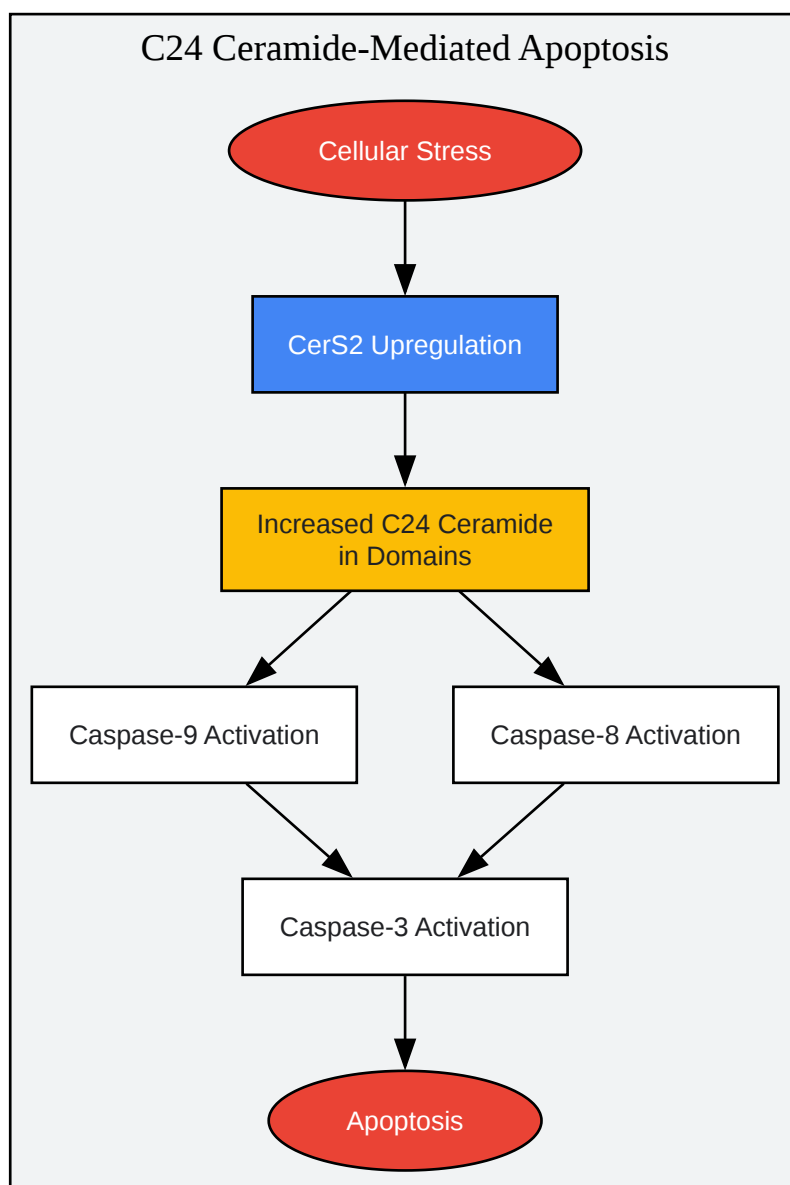 C24 Ceramide-Mediated Apoptosis
Cellular Stress
CerS2 Upregulation
Increased C24 Ceramide
in Domains
Caspase-9 Activation
Caspase-8 Activation
Caspase-3 Activation
Apoptosis